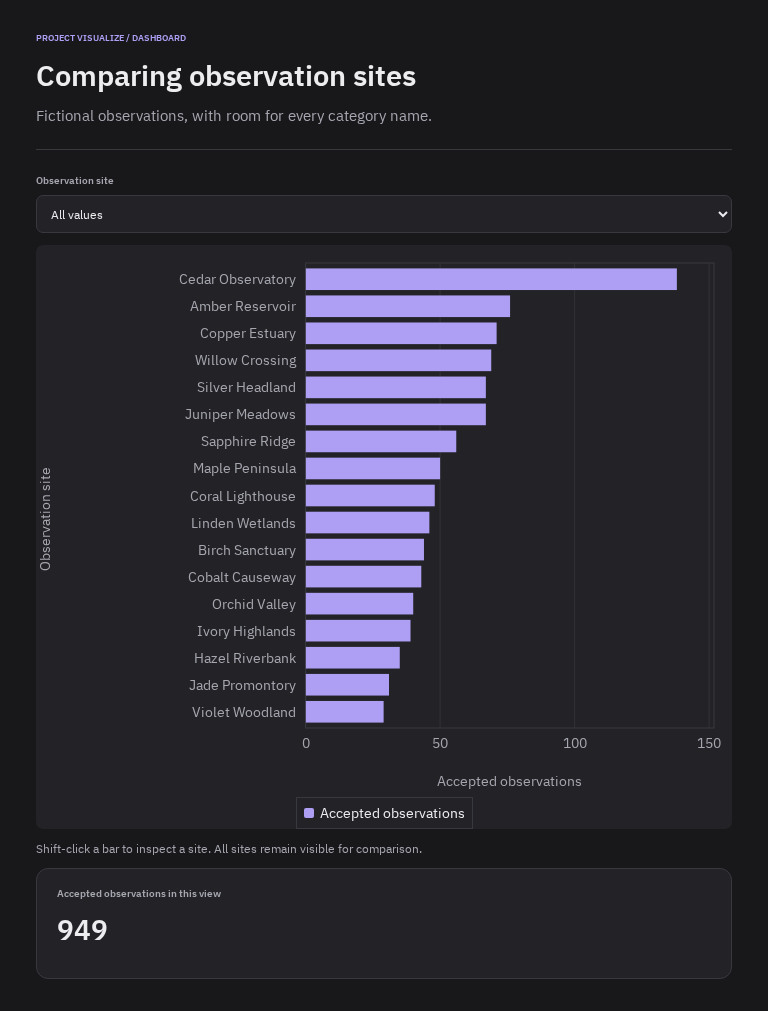 PROJECT VISUALIZE / DASHBOARD
Comparing observation sites
Fictional observations, with room for every category name.
Observation site
All values
Observation site
Cedar Observatory
Amber Reservoir
Copper Estuary
Willow Crossing
Silver Headland
Juniper Meadows
Sapphire Ridge
Maple Peninsula
Coral Lighthouse
Linden Wetlands
Birch Sanctuary
Cobalt Causeway
Orchid Valley
Ivory Highlands
Hazel Riverbank
Jade Promontory
Violet Woodland
0 50 100 150
Accepted observations
Accepted observations
Shift-click a bar to inspect a site. All sites remain visible for comparison.
Accepted observations in this view
949